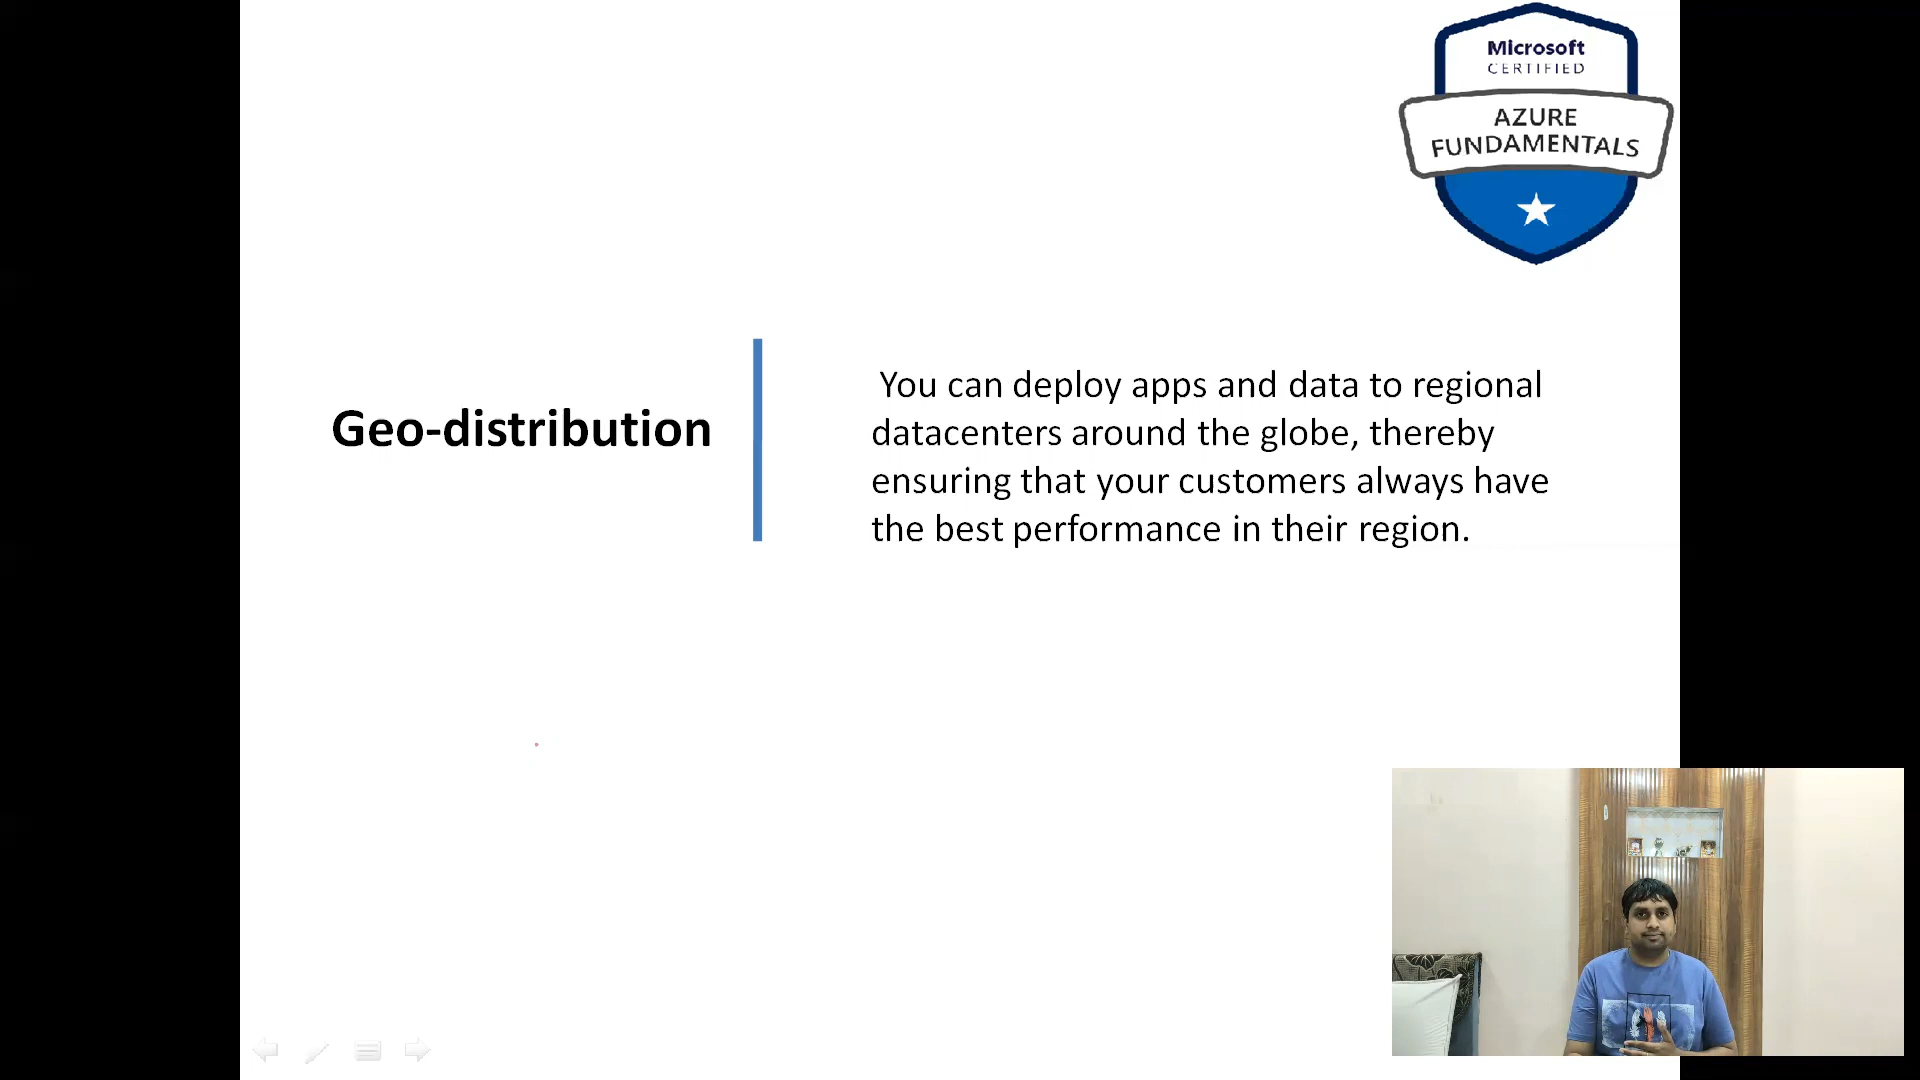 Microsoft
CERTIFIED
AZURE
FUNDAMENTALS
Geo-distribution
You can deploy apps and data to regional
datacenters around the globe, thereby
ensuring that your customers always have
the best performance in their region.